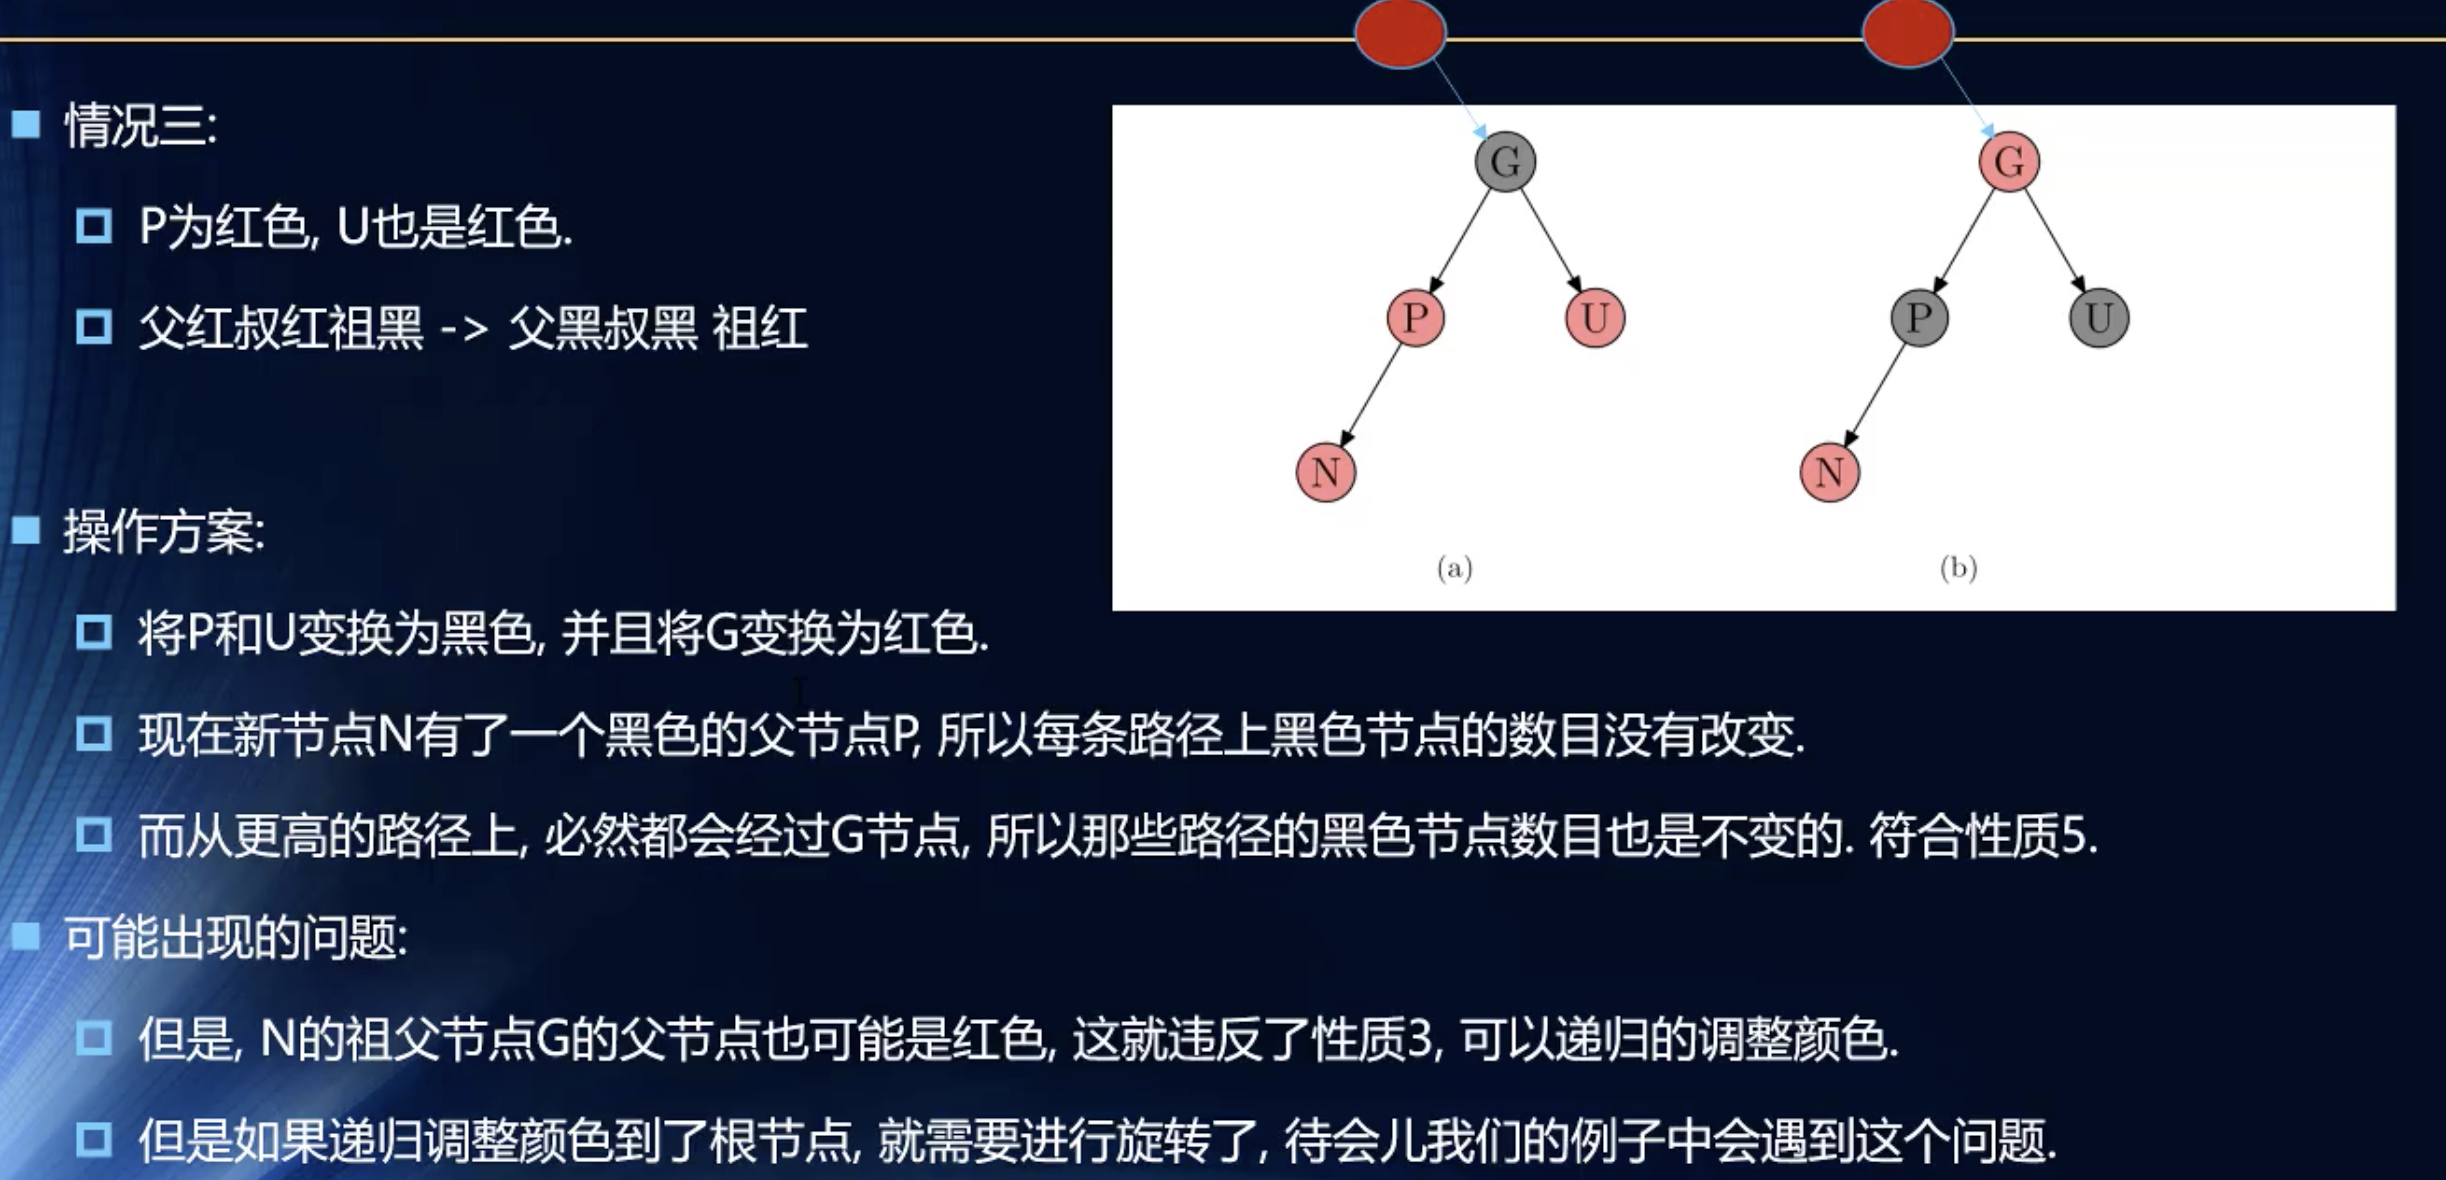 情况三:
P为红色, U也是红色.
父红叔红祖黑 -> 父黑叔黑 祖红
G
G
P
U
P
U
N
N
(a)
(b)
操作方案:
将P和U变换为黑色, 并且将G变换为红色.
现在新节点N有了一个黑色的父节点P, 所以每条路径上黑色节点的数目没有改变.
而从更高的路径上, 必然都会经过G节点, 所以那些路径的黑色节点数目也是不变的. 符合性质5.
可能出现的问题:
但是, N的祖父节点G的父节点也可能是红色, 这就违反了性质3, 可以递归的调整颜色.
但是如果递归调整颜色到了根节点, 就需要进行旋转了, 待会儿我们的例子中会遇到这个问题.